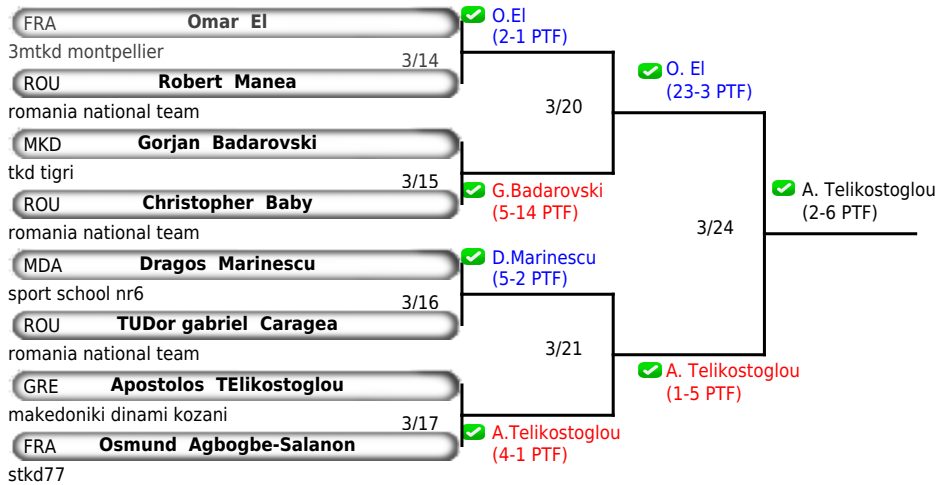 FRA Omar El
3mtkd montpellier
3/14
ROU Robert Manea
romania national team
O.El
(2-1 PTF)
MKD Gorjan Badarovski
tkd tigri
3/15
ROU Christopher Baby
romania national team
G.Badarovski
(5-14 PTF)
3/20
O. El
(23-3 PTF)
MDA Dragos Marinescu
sport school nr6
3/16
ROU TUDor gabriel Caragea
romania national team
D.Marinescu
(5-2 PTF)
GRE Apostolos TElikostoglou
makedoniki dinami kozani
3/17
FRA Osmund Agbogbe-Salanon
stkd77
A.Telikostoglou
(4-1 PTF)
3/21
A. Telikostoglou
(1-5 PTF)
3/24
A. Telikostoglou
(2-6 PTF)